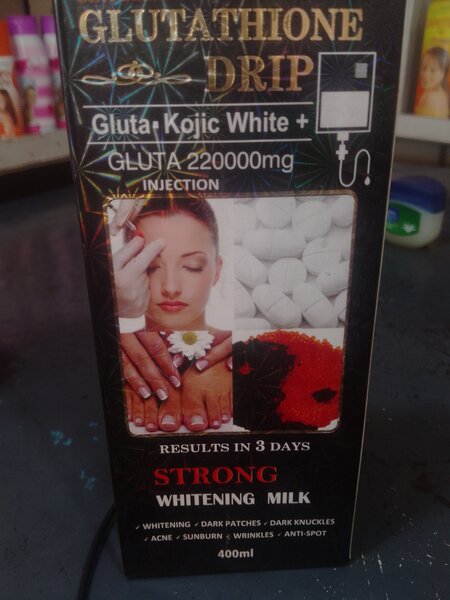 GLUTATHIONE
DRIP
Gluta▪Kojic White +
GLUTA 220000mg
INJECTION
RESULTS IN 3 DAYS
STRONG
WHITENING MILK
✓ WHITENING ✓ DARK PATCHES ✓ DARK KNUCKLES
✓ ACNE ✓ SUNBURN ✓ WRINKLES ✓ ANTI-SPOT
400ml